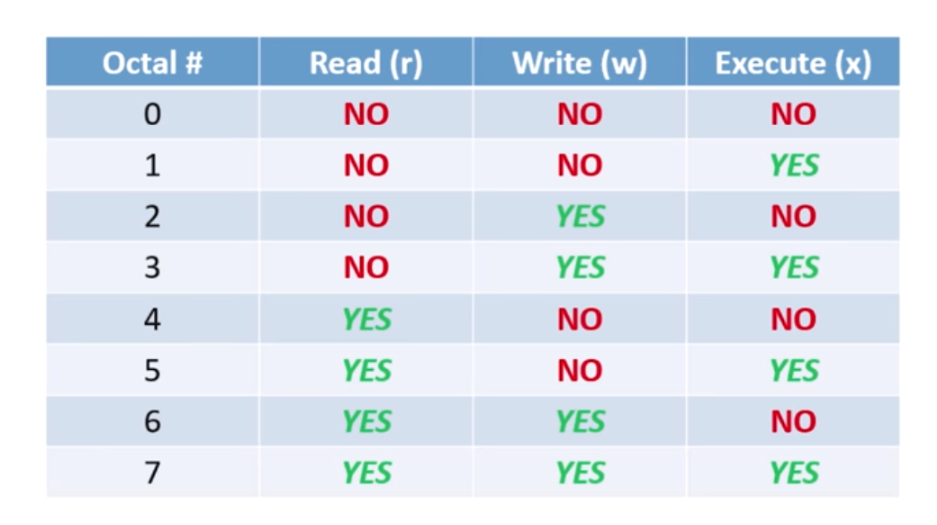 Octal # Read (r) Write (w) Execute (x)
0 NO NO NO
1 NO NO YES
2 NO YES NO
3 NO YES YES
4 YES NO NO
5 YES NO YES
6 YES YES NO
7 YES YES YES